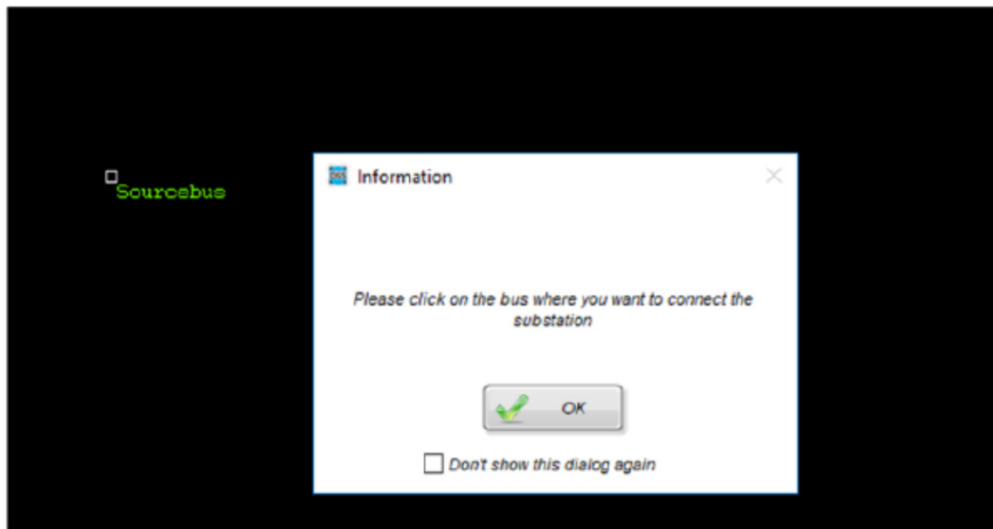 Sourcebus
DSS Information
Please click on the bus where you want to connect the
substation
OK
Don't show this dialog again